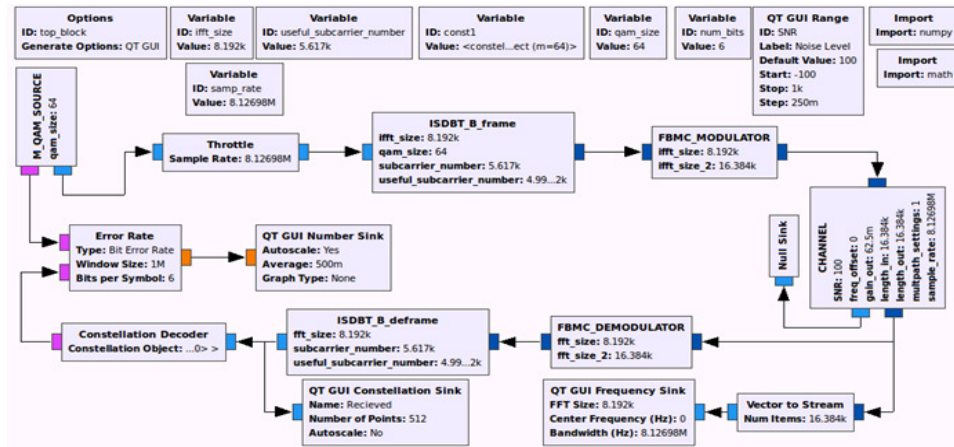 Options
ID: top_block
Generate Options: QT GUI
Variable
ID: ifft_size
Value: 8.192k
Variable
ID: useful_subcarrier_number
Value: 5.617k
Variable
ID: const1
Value: <constel...ect (m=64)>
Variable
ID: qam_size
Value: 64
Variable
ID: num_bits
Value: 6
QT GUI Range
ID: SNR
Label: Noise Level
Default Value: 100
Start: -100
Stop: 1k
Step: 250m
Import
Import: numpy
Import
Import: math
Variable
ID: samp_rate
Value: 8.12698M
M_QAM_SOURCE
qam_size: 64
Throttle
Sample Rate: 8.12698M
ISDBT_B_frame
ifft_size: 8.192k
qam_size: 64
subcarrier_number: 5.617k
useful_subcarrier_number: 4.99...2k
FBMC_MODULATOR
ifft_size: 8.192k
ifft_size_2: 16.384k
CHANNEL
SNR: 100
freq_offset: 0
gain_out: 62.5m
length_in: 16.384k
length_out: 16.384k
multpath_settings: 1
sample_rate: 8.12698M
Null Sink
Error Rate
Type: Bit Error Rate
Window Size: 1M
Bits per Symbol: 6
QT GUI Number Sink
Autoscale: Yes
Average: 500m
Graph Type: None
Constellation Decoder
Constellation Object: ...0> >
ISDBT_B_deframe
fft_size: 8.192k
subcarrier_number: 5.617k
useful_subcarrier_number: 4.99...2k
FBMC_DEMODULATOR
fft_size: 8.192k
fft_size_2: 16.384k
QT GUI Constellation Sink
Name: Recieved
Number of Points: 512
Autoscale: No
QT GUI Frequency Sink
FFT Size: 8.192k
Center Frequency (Hz): 0
Bandwidth (Hz): 8.12698M
Vector to Stream
Num Items: 16.384k